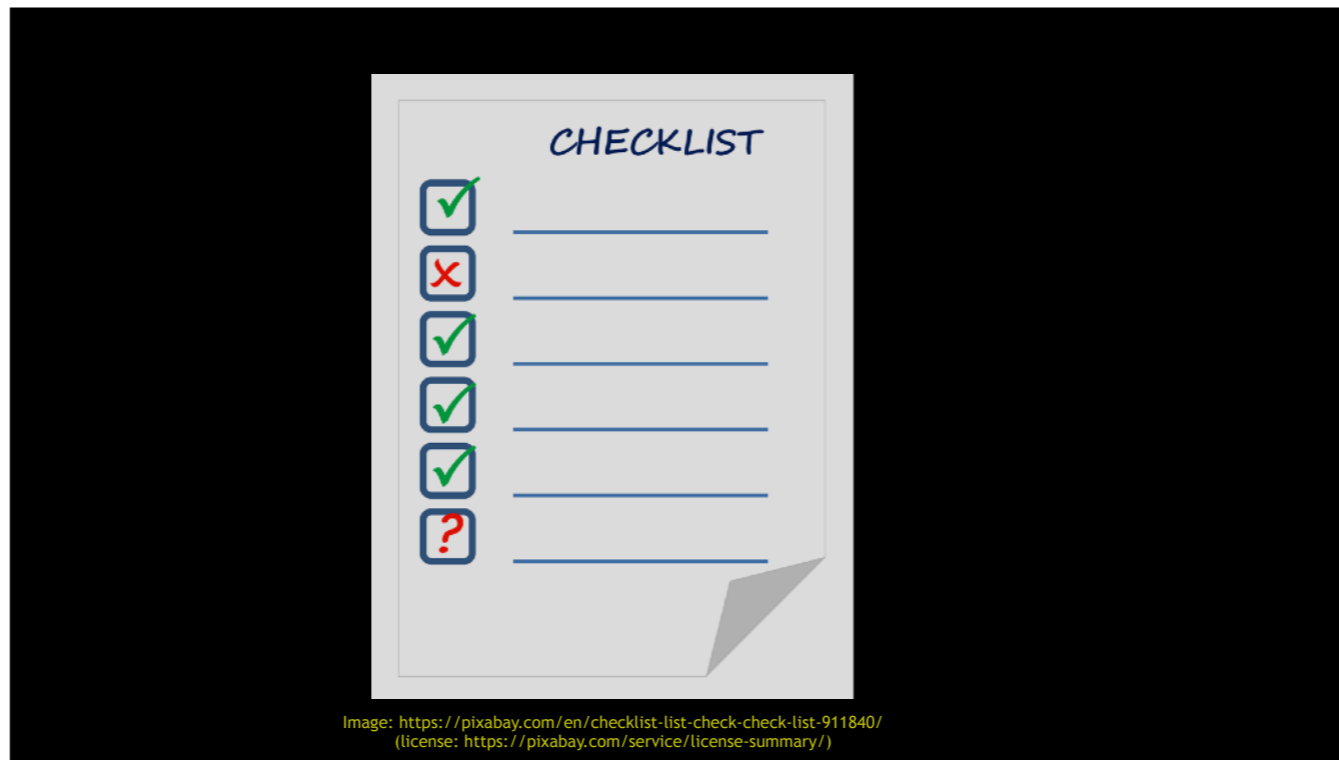 CHECKLIST
?
Image: https://pixabay.com/en/checklist-list-check-check-list-911840/
(license: https://pixabay.com/service/license-summary/)